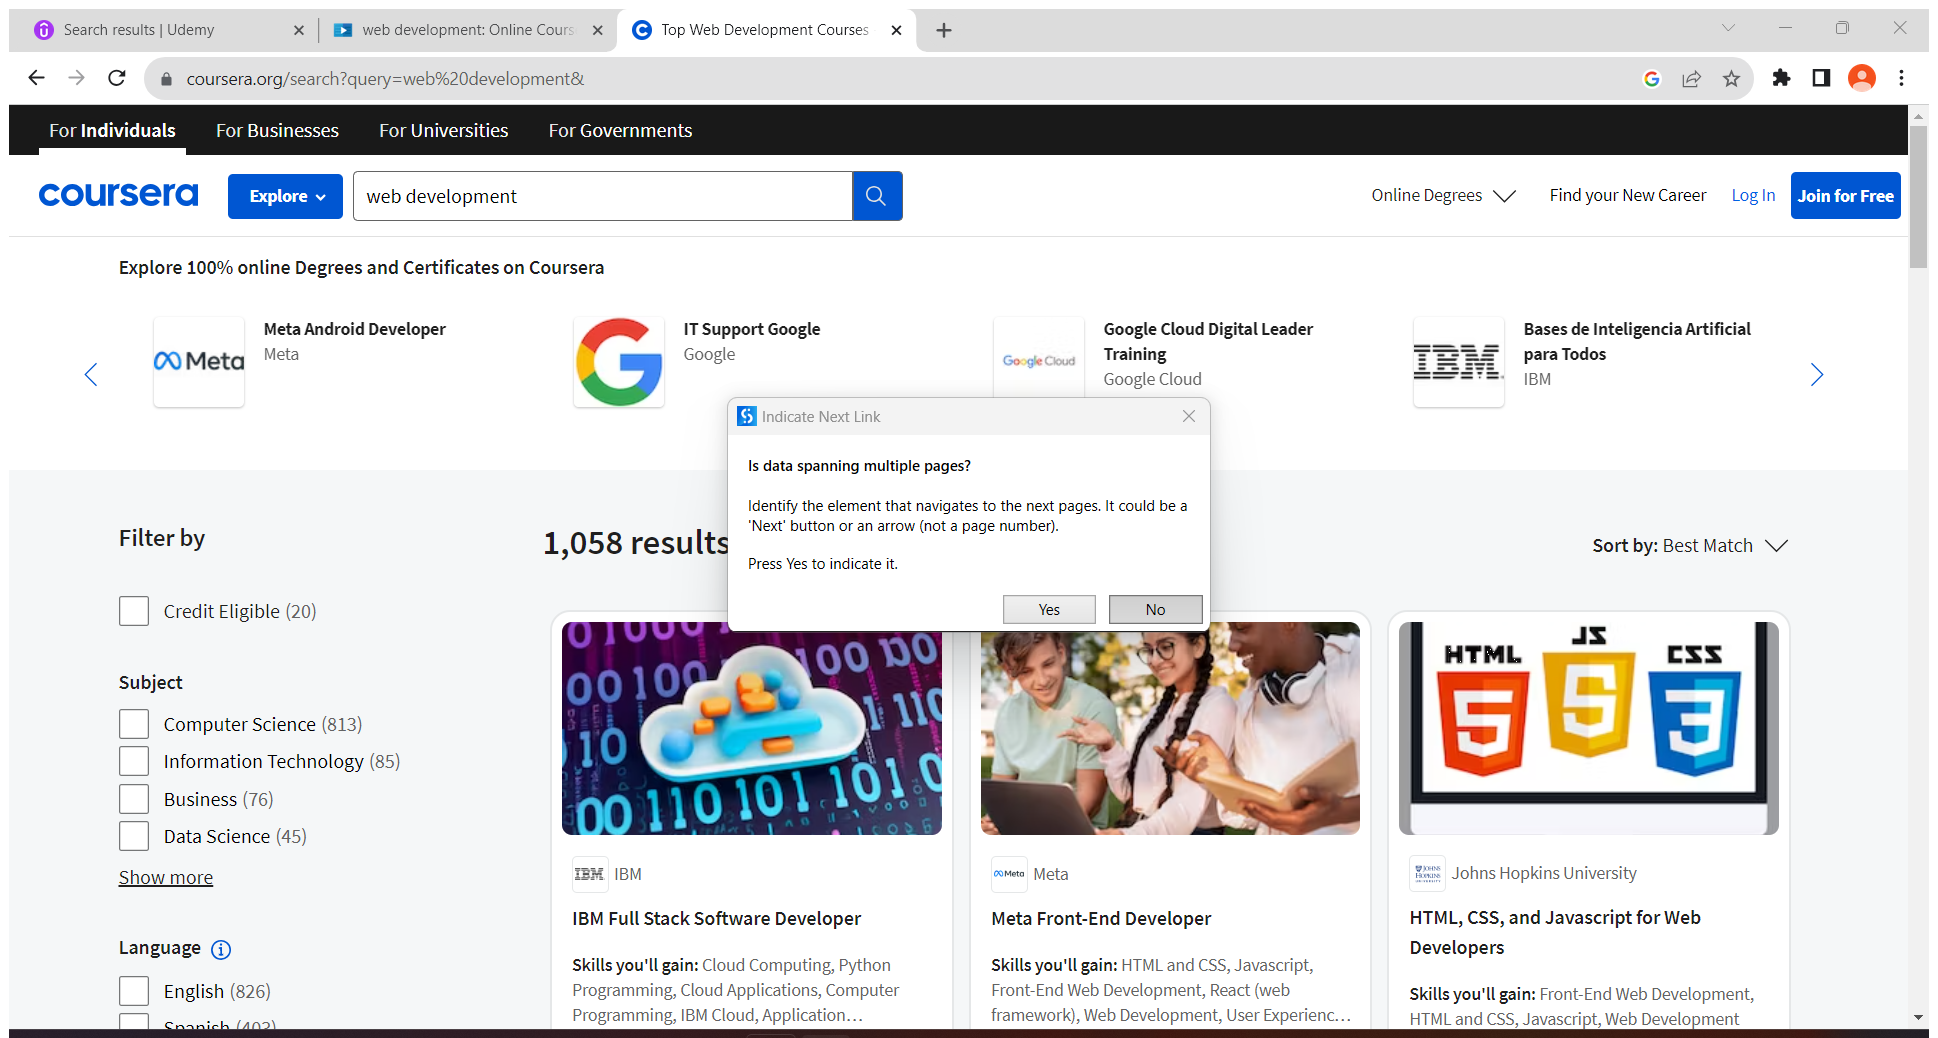 Search results | Udemy
web development: Online Cours
Top Web Development Courses
coursera.org/search?query=web%20development&
For Individuals
For Businesses
For Universities
For Governments
coursera
Explore
web development
Online Degrees
Find your New Career
Log In
Join for Free
Explore 100% online Degrees and Certificates on Coursera
Meta
Meta Android Developer
Meta
IT Support Google
Google
Google Cloud
Google Cloud Digital Leader
Training
Google Cloud
IBM
Bases de Inteligencia Artificial
para Todos
IBM
Indicate Next Link
Is data spanning multiple pages?
Identify the element that navigates to the next pages. It could be a
'Next' button or an arrow (not a page number).
Press Yes to indicate it.
Yes
No
Filter by
1,058 results
Sort by: Best Match
Credit Eligible (20)
Subject
Computer Science (813)
Information Technology (85)
Business (76)
Data Science (45)
Show more
Language
English (826)
Spanish (403)
HTML
JS
CSS
5
5
3
IBM
IBM
IBM Full Stack Software Developer
Skills you'll gain: Cloud Computing, Python
Programming, Cloud Applications, Computer
Programming, IBM Cloud, Application…
Meta
Meta
Meta Front-End Developer
Skills you'll gain: HTML and CSS, Javascript,
Front-End Web Development, React (web
framework), Web Development, User Experienc…
JOHNS
HOPKINS
Johns Hopkins University
HTML, CSS, and Javascript for Web
Developers
Skills you'll gain: Front-End Web Development,
HTML and CSS, Javascript, Web Development